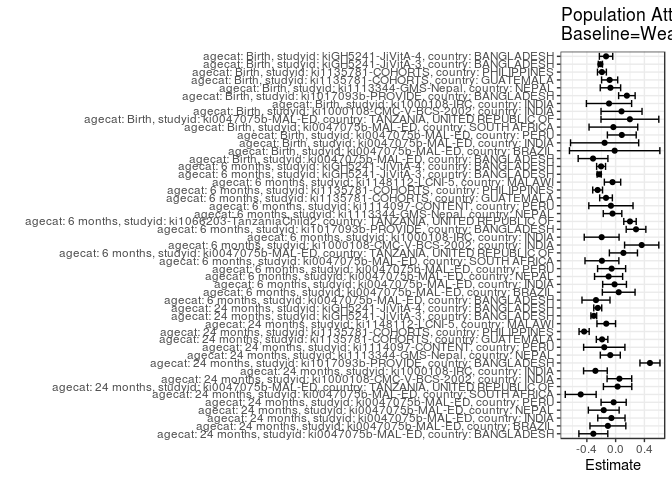 Population Att
Baseline=Wea
agecat: Birth, studyid: kiGH5241-JiVitA-4, country: BANGLADESH
agecat: Birth, studyid: kiGH5241-JiVitA-3, country: BANGLADESH
agecat: Birth, studyid: ki1135781-COHORTS, country: PHILIPPINES
agecat: Birth, studyid: ki1135781-COHORTS, country: GUATEMALA
agecat: Birth, studyid: ki1113344-GMS-Nepal, country: NEPAL
agecat: Birth, studyid: ki1017093b-PROVIDE, country: BANGLADESH
agecat: Birth, studyid: ki1000108-IRC, country: INDIA
agecat: Birth, studyid: ki1000108-CMC-V-BCS-2002, country: INDIA
agecat: Birth, studyid: ki0047075b-MAL-ED, country: TANZANIA, UNITED REPUBLIC OF
agecat: Birth, studyid: ki0047075b-MAL-ED, country: SOUTH AFRICA
agecat: Birth, studyid: ki0047075b-MAL-ED, country: PERU
agecat: Birth, studyid: ki0047075b-MAL-ED, country: INDIA
agecat: Birth, studyid: ki0047075b-MAL-ED, country: BRAZIL
agecat: Birth, studyid: ki0047075b-MAL-ED, country: BANGLADESH
agecat: 6 months, studyid: kiGH5241-JiVitA-4, country: BANGLADESH
agecat: 6 months, studyid: kiGH5241-JiVitA-3, country: BANGLADESH
agecat: 6 months, studyid: ki1148112-LCNI-5, country: MALAWI
agecat: 6 months, studyid: ki1135781-COHORTS, country: PHILIPPINES
agecat: 6 months, studyid: ki1135781-COHORTS, country: GUATEMALA
agecat: 6 months, studyid: ki1114097-CONTENT, country: PERU
agecat: 6 months, studyid: ki1113344-GMS-Nepal, country: NEPAL
agecat: 6 months, studyid: ki1066203-TanzaniaChild2, country: TANZANIA, UNITED REPUBLIC OF
agecat: 6 months, studyid: ki1017093b-PROVIDE, country: BANGLADESH
agecat: 6 months, studyid: ki1000108-IRC, country: INDIA
agecat: 6 months, studyid: ki1000108-CMC-V-BCS-2002, country: INDIA
agecat: 6 months, studyid: ki0047075b-MAL-ED, country: TANZANIA, UNITED REPUBLIC OF
agecat: 6 months, studyid: ki0047075b-MAL-ED, country: SOUTH AFRICA
agecat: 6 months, studyid: ki0047075b-MAL-ED, country: PERU
agecat: 6 months, studyid: ki0047075b-MAL-ED, country: NEPAL
agecat: 6 months, studyid: ki0047075b-MAL-ED, country: INDIA
agecat: 6 months, studyid: ki0047075b-MAL-ED, country: BRAZIL
agecat: 6 months, studyid: ki0047075b-MAL-ED, country: BANGLADESH
agecat: 24 months, studyid: kiGH5241-JiVitA-4, country: BANGLADESH
agecat: 24 months, studyid: kiGH5241-JiVitA-3, country: BANGLADESH
agecat: 24 months, studyid: ki1148112-LCNI-5, country: MALAWI
agecat: 24 months, studyid: ki1135781-COHORTS, country: PHILIPPINES
agecat: 24 months, studyid: ki1135781-COHORTS, country: GUATEMALA
agecat: 24 months, studyid: ki1114097-CONTENT, country: PERU
agecat: 24 months, studyid: ki1113344-GMS-Nepal, country: NEPAL
agecat: 24 months, studyid: ki1017093b-PROVIDE, country: BANGLADESH
agecat: 24 months, studyid: ki1000108-IRC, country: INDIA
agecat: 24 months, studyid: ki1000108-CMC-V-BCS-2002, country: INDIA
agecat: 24 months, studyid: ki0047075b-MAL-ED, country: TANZANIA, UNITED REPUBLIC OF
agecat: 24 months, studyid: ki0047075b-MAL-ED, country: SOUTH AFRICA
agecat: 24 months, studyid: ki0047075b-MAL-ED, country: PERU
agecat: 24 months, studyid: ki0047075b-MAL-ED, country: NEPAL
agecat: 24 months, studyid: ki0047075b-MAL-ED, country: INDIA
agecat: 24 months, studyid: ki0047075b-MAL-ED, country: BRAZIL
agecat: 24 months, studyid: ki0047075b-MAL-ED, country: BANGLADESH
-0.4 0.0 0.4
Estimate